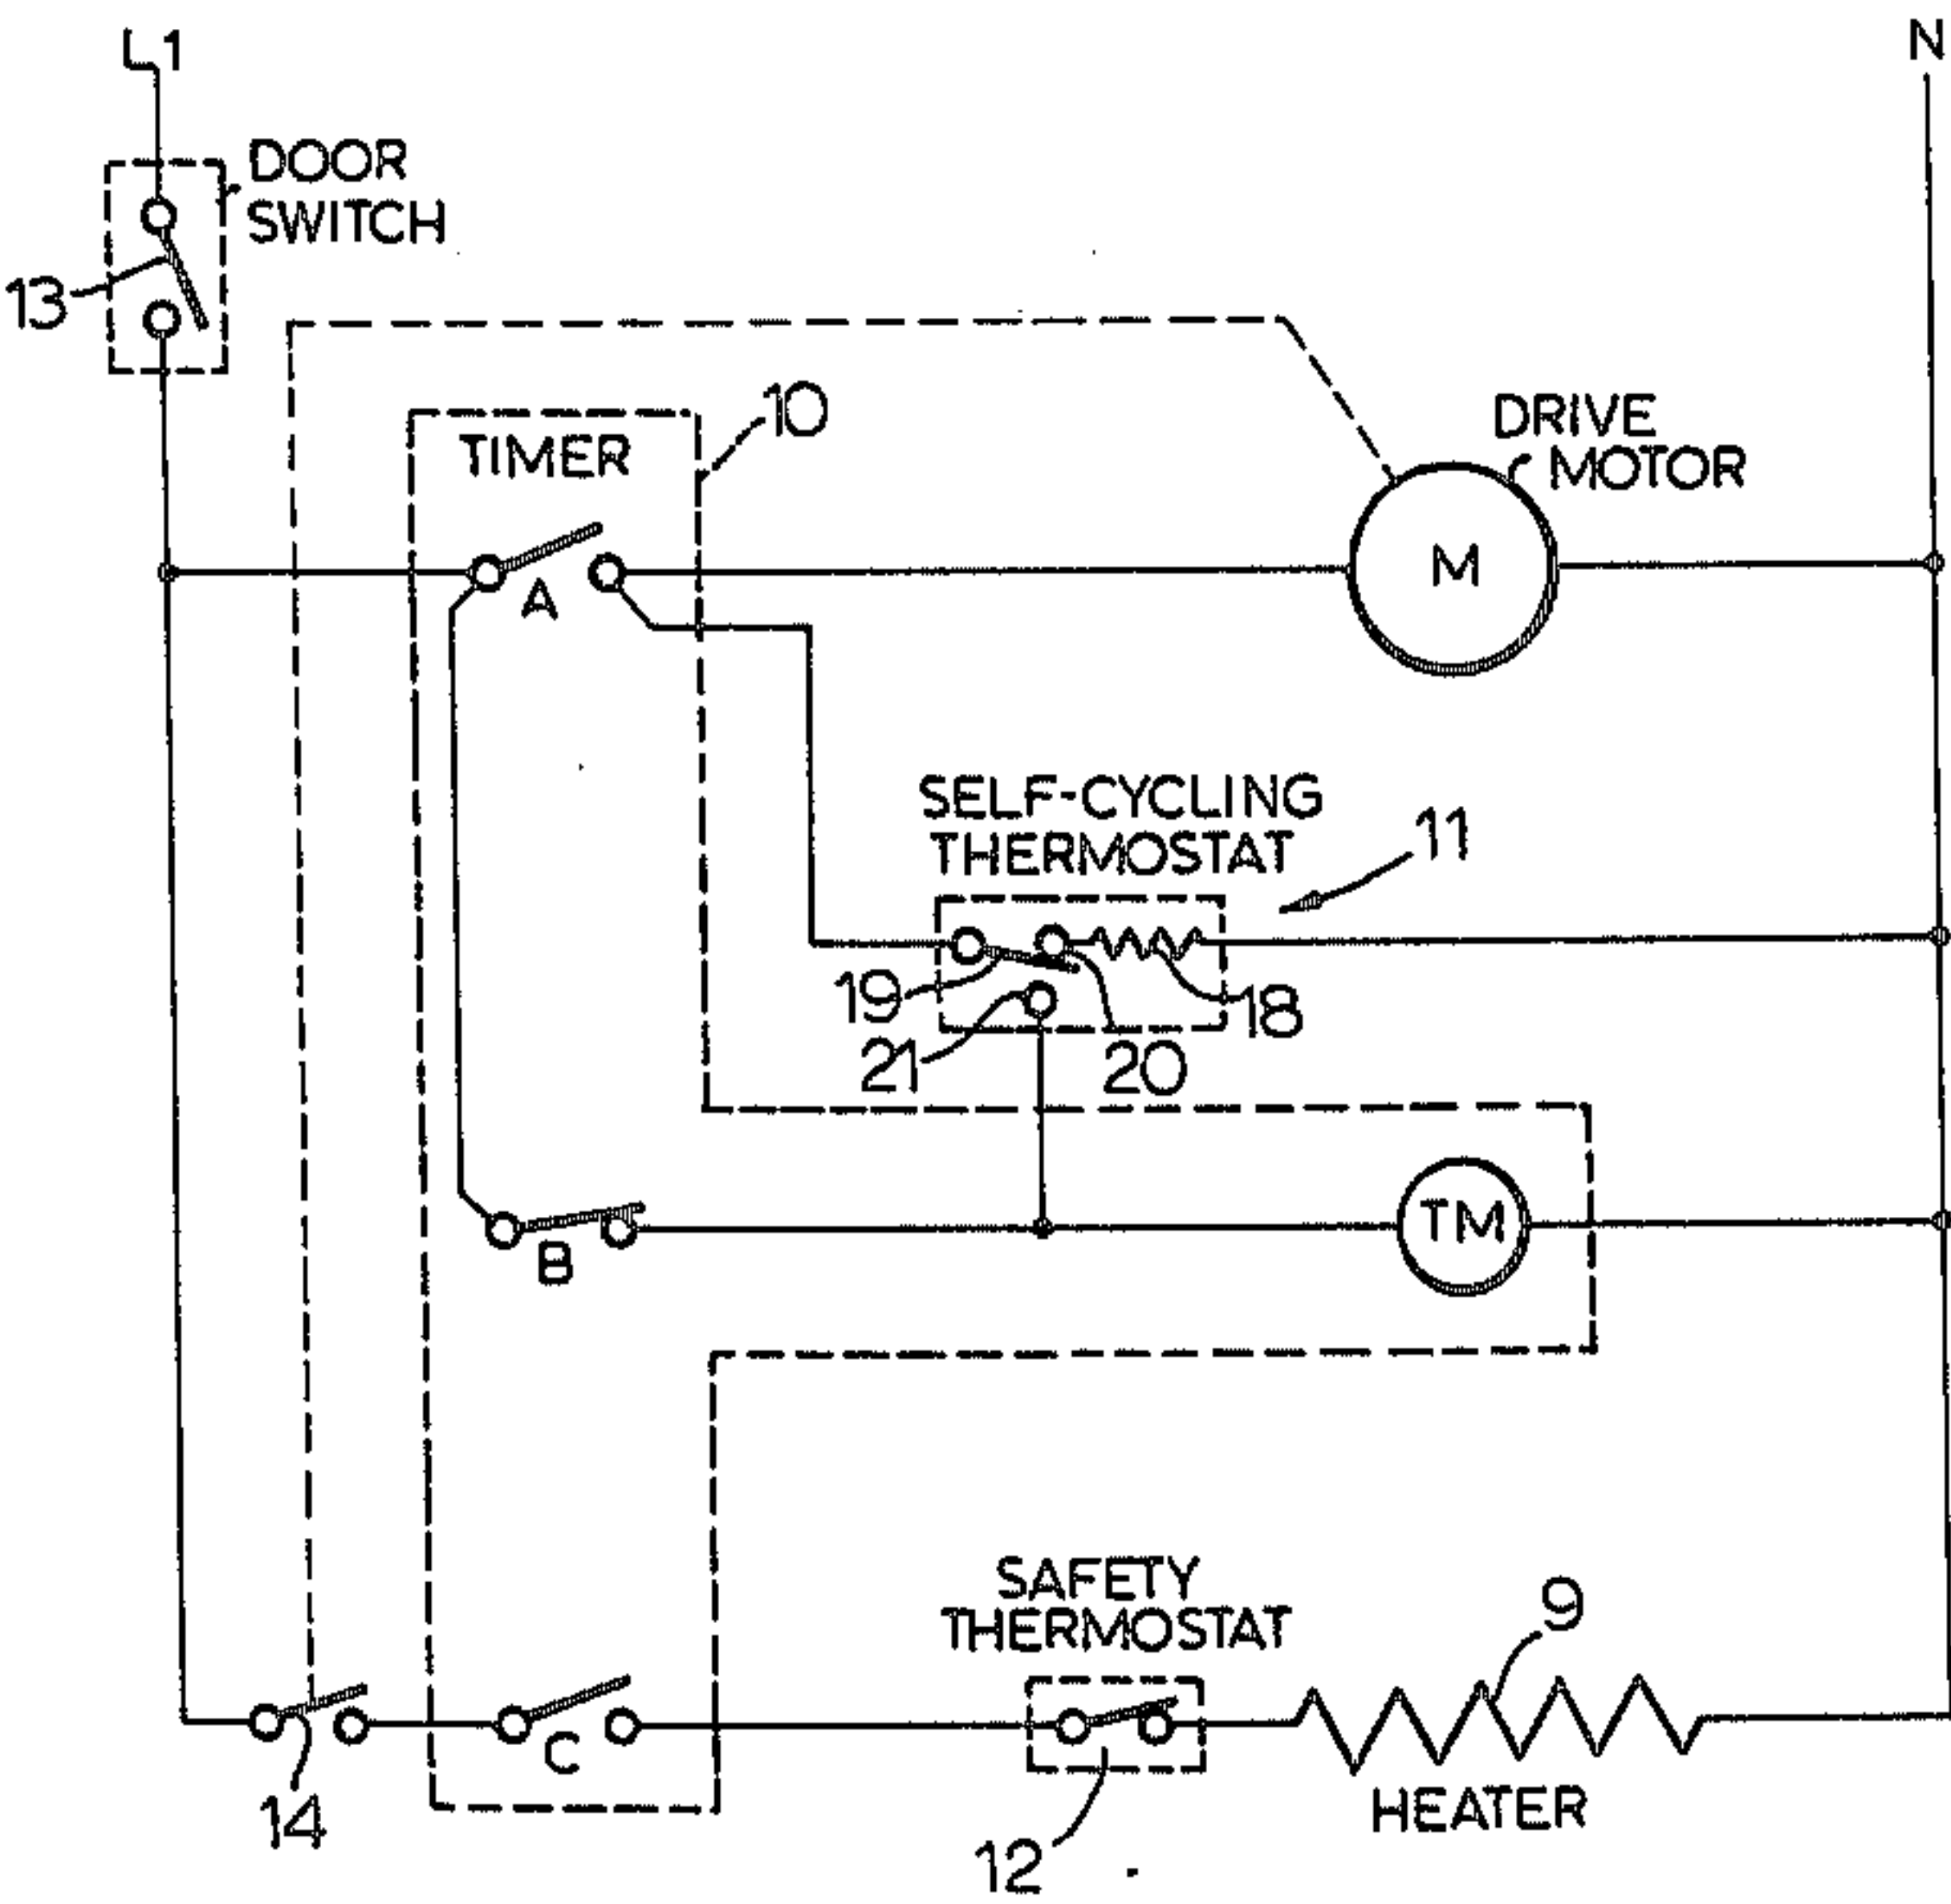 L1
N
DOOR
SWITCH
13
10
TIMER
DRIVE
MOTOR
A
M
SELF-CYCLING
THERMOSTAT
11
19
18
21
20
TM
B
SAFETY
THERMOSTAT
9
C
14
HEATER
12